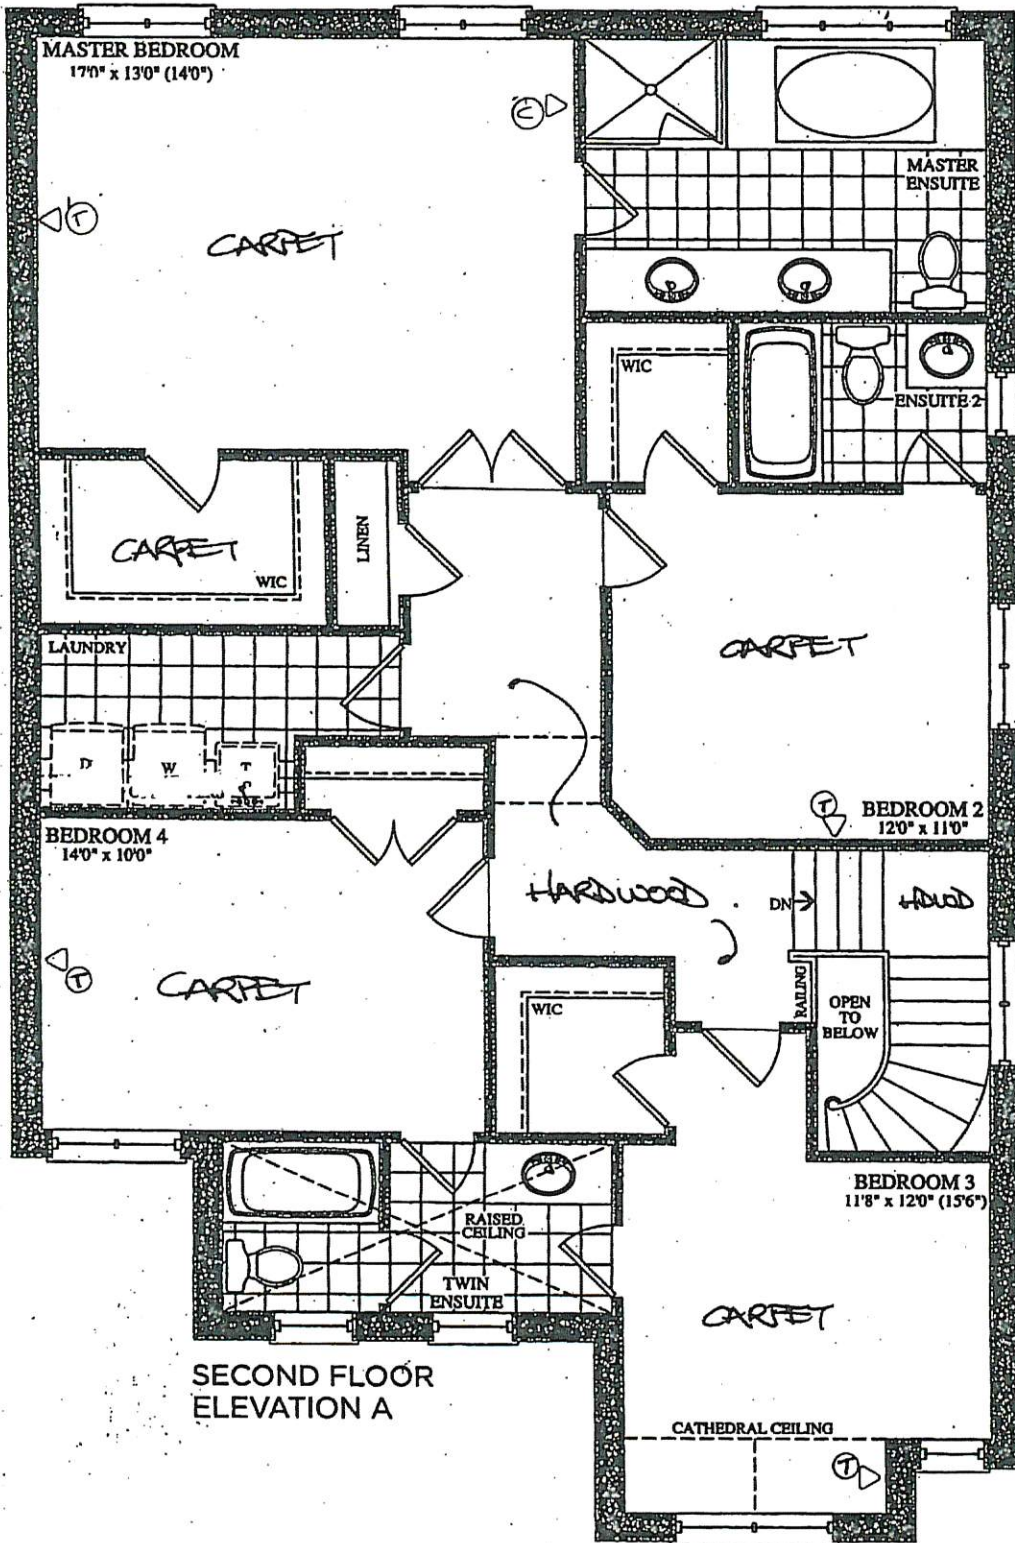 MASTER BEDROOM
17'0" x 13'0" (14'0")
C
MASTER
ENSUITE
T
CARPET
WIC
ENSUITE 2
CARPET
WIC
LINEN
LAUNDRY
CARPET
D
W
T
BEDROOM 4
14'0" x 10'0"
T
BEDROOM 2
12'0" x 11'0"
HARDWOOD
DN
HDWD
T
CARPET
WIC
RAILING
OPEN
TO
BELOW
BEDROOM 3
11'8" x 12'0" (15'6")
RAISED
CEILING
TWIN
ENSUITE
CARPET
SECOND FLOOR
ELEVATION A
CATHEDRAL CEILING
T